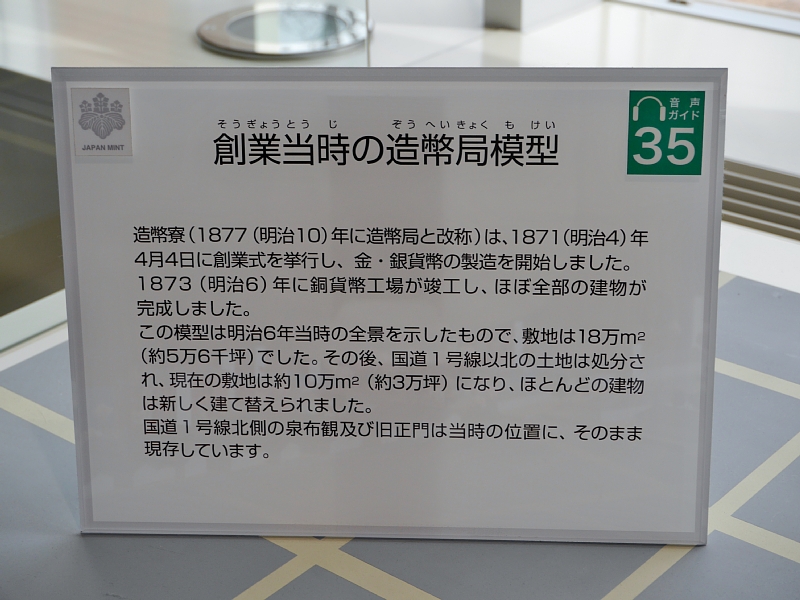 JAPAN MINT
そうぎょうとうじ ぞうへいきょくもけい
創業当時の造幣局模型
音声
ガイド
35
造幣寮（1877（明治10）年に造幣局と改称）は、1871（明治4）年
4月4日に創業式を挙行し、金・銀貨幣の製造を開始しました。
1873（明治6）年に銅貨幣工場が竣工し、ほぼ全部の建物が
完成しました。
この模型は明治6年当時の全景を示したもので、敷地は18万m²
（約5万6千坪）でした。その後、国道１号線以北の土地は処分さ
れ、現在の敷地は約10万m²（約3万坪）になり、ほとんどの建物
は新しく建て替えられました。
国道１号線北側の泉布観及び旧正門は当時の位置に、そのまま
現存しています。